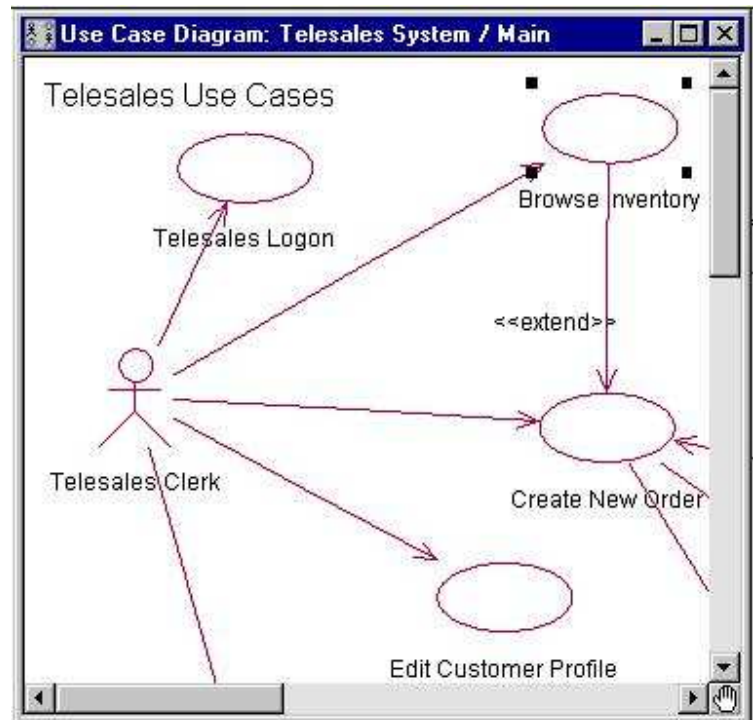 Use Case Diagram: Telesales System / Main
Telesales Use Cases
Browse Inventory
Telesales Logon
<<extend>>
Telesales Clerk
Create New Order
Edit Customer Profile